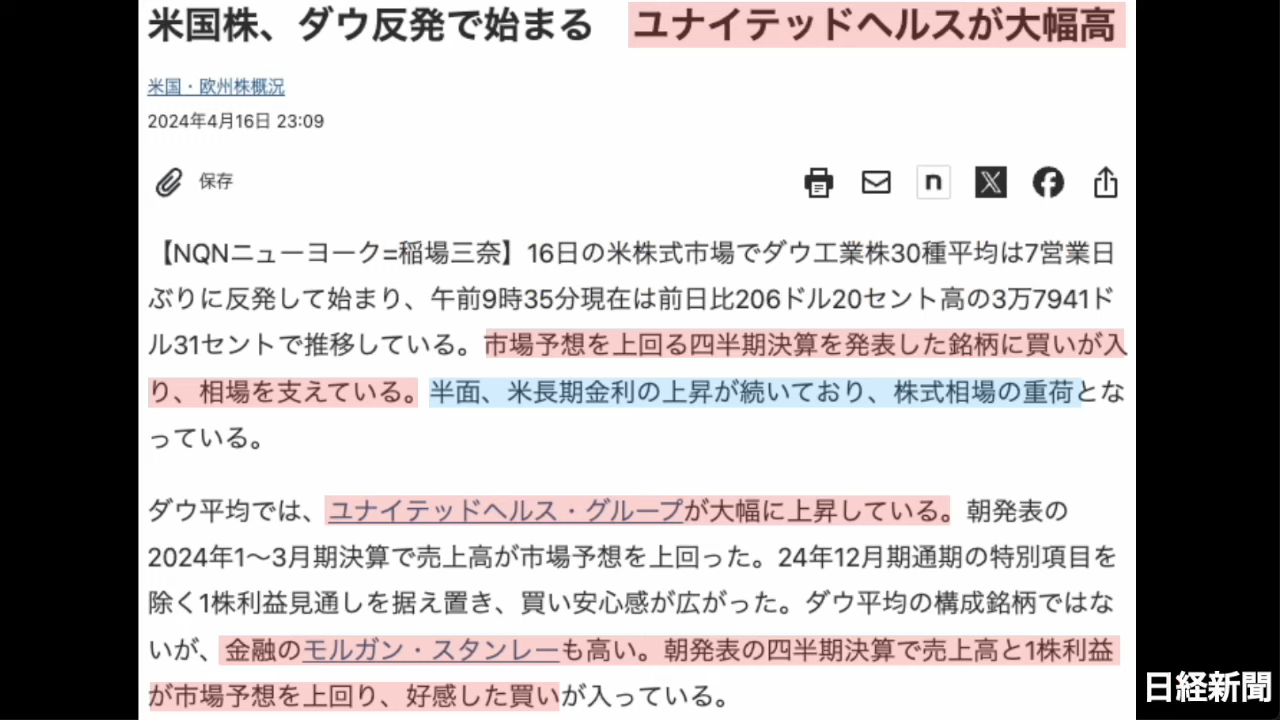 米国株、ダウ反発で始まる　ユナイテッドヘルスが大幅高
米国・欧州株概況
2024年4月16日 23:09
保存
n
X
f
【NQNニューヨーク=稲場三奈】16日の米株式市場でダウ工業株30種平均は7営業日
ぶりに反発して始まり、午前9時35分現在は前日比206ドル20セント高の3万7941ド
ル31セントで推移している。市場予想を上回る四半期決算を発表した銘柄に買いが入
り、相場を支えている。半面、米長期金利の上昇が続いており、株式相場の重荷とな
っている。
ダウ平均では、ユナイテッドヘルス・グループが大幅に上昇している。朝発表の
2024年1〜3月期決算で売上高が市場予想を上回った。24年12月期通期の特別項目を
除く1株利益見通しを据え置き、買い安心感が広がった。ダウ平均の構成銘柄ではな
いが、金融のモルガン・スタンレーも高い。朝発表の四半期決算で売上高と1株利益
が市場予想を上回り、好感した買いが入っている。
日経新聞